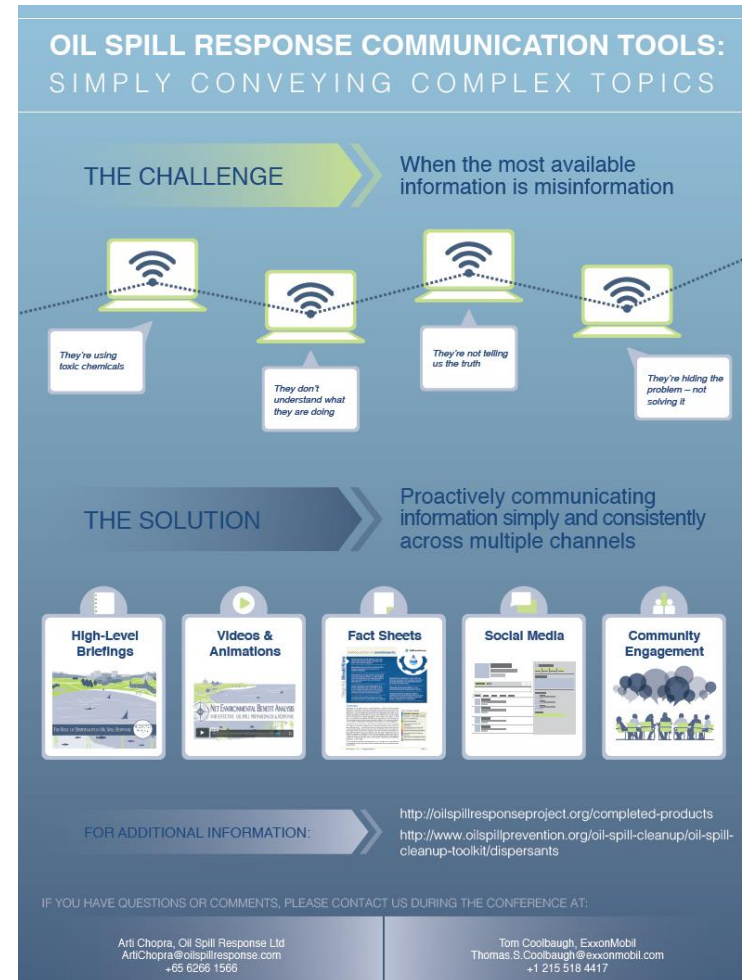 OIL SPILL RESPONSE COMMUNICATION TOOLS:
SIMPLY CONVEYING COMPLEX TOPICS
THE CHALLENGE
When the most available
information is misinformation
They're using
toxic chemicals
They don't
understand what
they are doing
They're not telling
us the truth
They're hiding the
problem – not
solving it
THE SOLUTION
Proactively communicating
information simply and consistently
across multiple channels
High-Level
Briefings
Videos &
Animations
NET ENVIRONMENTAL BENEFIT ANALYSIS
Fact Sheets
Social Media
Community
Engagement
FOR ADDITIONAL INFORMATION:
http://oilspillresponseproject.org/completed-products
http://www.oilspillprevention.org/oil-spill-cleanup/oil-spill-
cleanup-toolkit/dispersants
IF YOU HAVE QUESTIONS OR COMMENTS, PLEASE CONTACT US DURING THE CONFERENCE AT:
Arti Chopra, Oil Spill Response Ltd
ArtiChopra@oilspillresponse.com
+65 6266 1566
Tom Coolbaugh, ExxonMobil
Thomas.S.Coolbaugh@exxonmobil.com
+1 215 518 4417